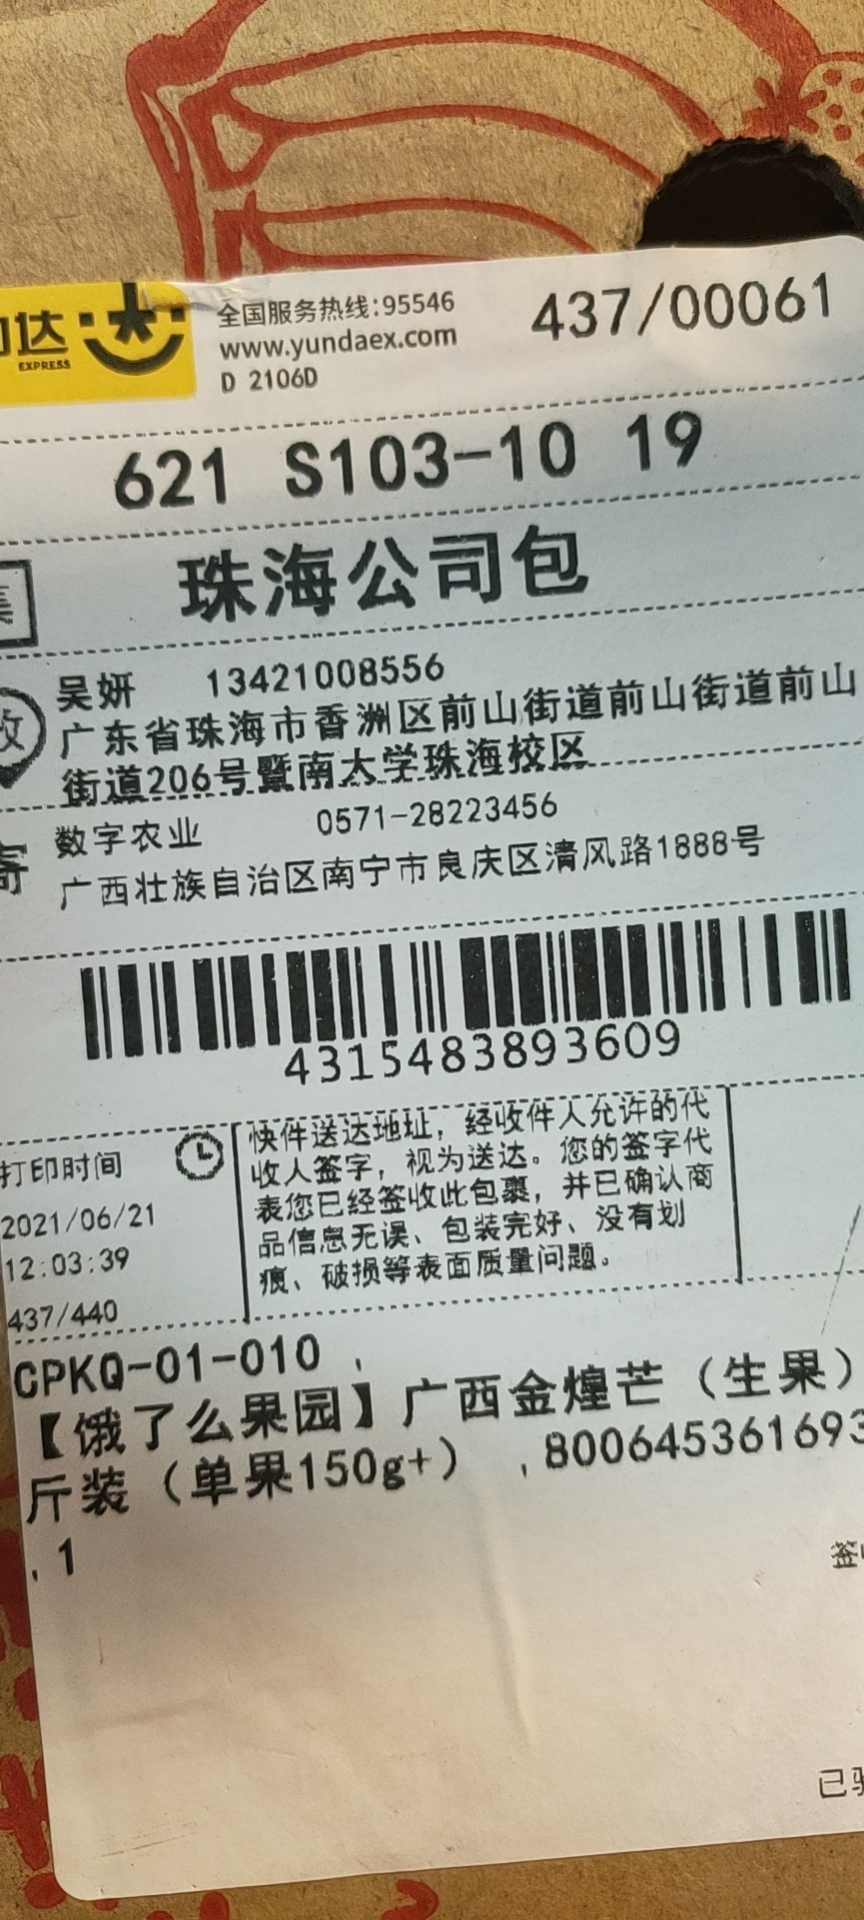 达
EXPRESS
全国服务热线:95546
www.yundaex.com
D 2106D
437/00061
621 S103-10 19
集
珠海公司包
收
吴妍 13421008556
广东省珠海市香洲区前山街道前山街道前山
街道206号暨南大学珠海校区
寄
数字农业 0571-28223456
广西壮族自治区南宁市良庆区清风路1888号
4315483893609
打印时间
2021/06/21
12:03:39
437/440
快件送达地址，经收件人允许的代
收人签字，视为送达。您的签字代
表您已经签收此包裹，并已确认商
品信息无误、包装完好、没有划
痕、破损等表面质量问题。
CPKQ-01-010 ,
【饿了么果园】广西金煌芒（生果）
斤装（单果150g+） ,800645361693
,1
签收
已验